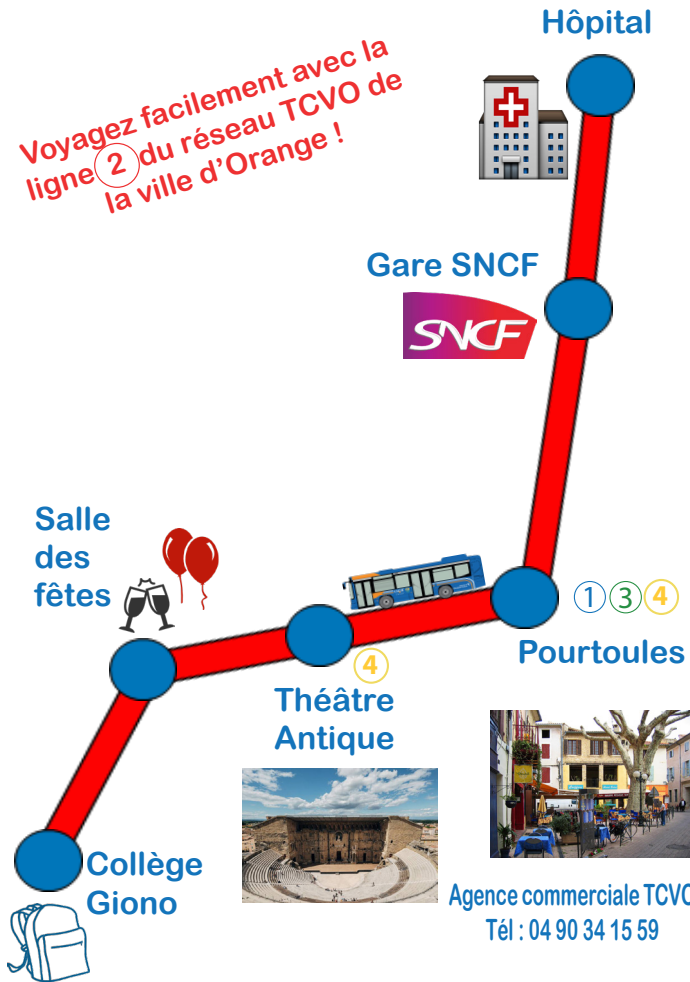 Hôpital
Voyagez facilement avec la
ligne 2 du réseau TCVO de
la ville d'Orange !
Gare SNCF
SNCF
Salle
des
fêtes
1 3 4
Pourtoules
4
Théâtre
Antique
Collège
Giono
Agence commerciale TCVO
Tél : 04 90 34 15 59